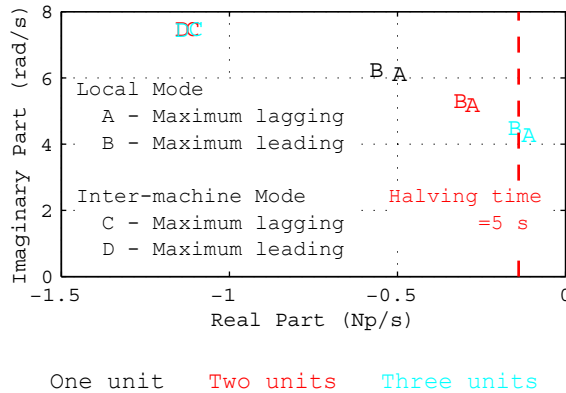 8
6
4
2
0
-1.5
-1
-0.5
0
Imaginary Part (rad/s)
Real Part (Np/s)
DC
B A
B A
B A
Local Mode
A - Maximum lagging
B - Maximum leading
Inter-machine Mode
C - Maximum lagging
D - Maximum leading
Halving time
=5 s
One unit Two units Three units